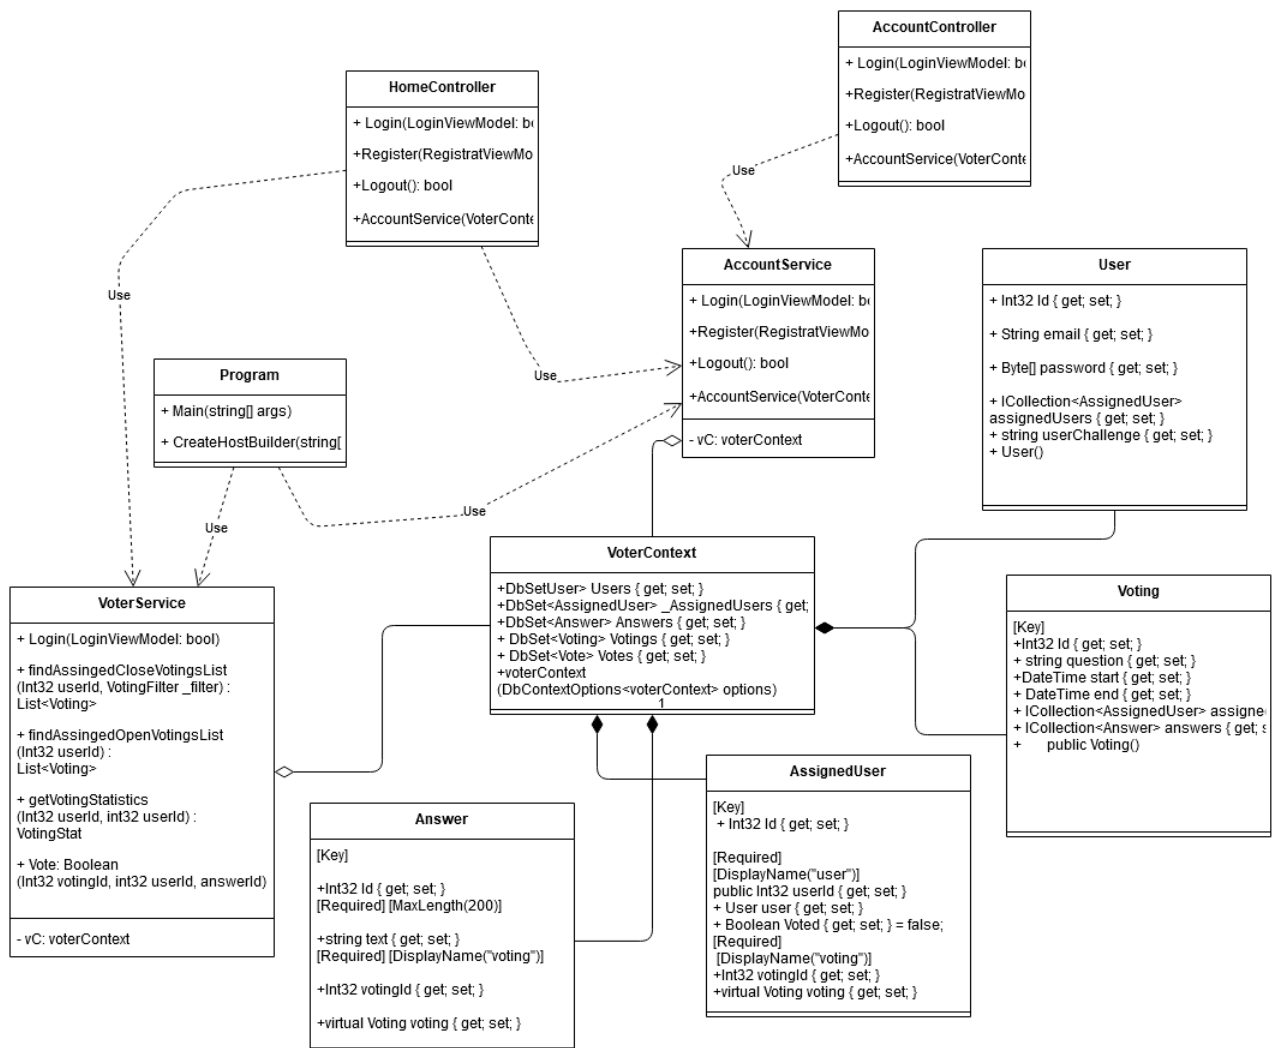 AccountController
+ Login(LoginViewModel: b
+Register(RegistratViewMo
+Logout(): bool
+AccountService(VoterConte
HomeController
+ Login(LoginViewModel: b
+Register(RegistratViewMo
+Logout(): bool
+AccountService(VoterConte
Use
Use
Use
Use
Use
Use
AccountService
+ Login(LoginViewModel: b
+Register(RegistratViewMo
+Logout(): bool
+AccountService(VoterConte
- vC: voterContext
User
+ Int32 Id { get; set; }
+ String email { get; set; }
+ Byte[] password { get; set; }
+ ICollection<AssignedUser>
assignedUsers { get; set; }
+ string userChallenge { get; set; }
+ User()
Program
+ Main(string[] args)
+ CreateHostBuilder(string[
VoterContext
+DbSetUser> Users { get; set; }
+DbSet<AssignedUser> _AssignedUsers { get;
+DbSet<Answer> Answers { get; set; }
+ DbSet<Voting> Votings { get; set; }
+ DbSet<Vote> Votes { get; set; }
+voterContext
(DbContextOptions<voterContext> options)
1
VoterService
+ Login(LoginViewModel: bool)
+ findAssingedCloseVotingsList
(Int32 userId, VotingFilter _filter) :
List<Voting>
+ findAssingedOpenVotingsList
(Int32 userId) :
List<Voting>
+ getVotingStatistics
(Int32 userId, int32 userId) :
VotingStat
+ Vote: Boolean
(Int32 votingId, int32 userId, answerId)
- vC: voterContext
Voting
[Key]
+Int32 Id { get; set; }
+ string question { get; set; }
+DateTime start { get; set; }
+ DateTime end { get; set; }
+ ICollection<AssignedUser> assigne
+ ICollection<Answer> answers { get; s
+ public Voting()
Answer
[Key]
+Int32 Id { get; set; }
[Required] [MaxLength(200)]
+string text { get; set; }
[Required] [DisplayName("voting")]
+Int32 votingId { get; set; }
+virtual Voting voting { get; set; }
AssignedUser
[Key]
+ Int32 Id { get; set; }
[Required]
[DisplayName("user")]
public Int32 userId { get; set; }
+ User user { get; set; }
+ Boolean Voted { get; set; } = false;
[Required]
[DisplayName("voting")]
+Int32 votingId { get; set; }
+virtual Voting voting { get; set; }